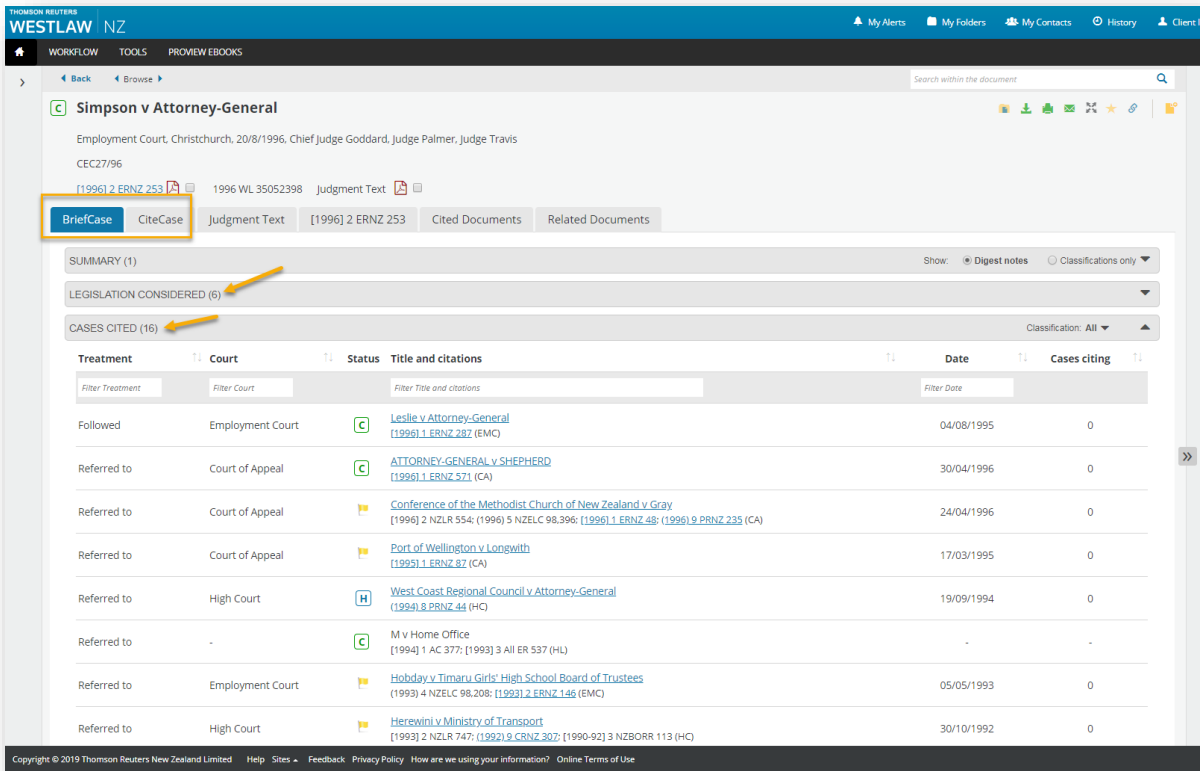 THOMSON REUTERS
WESTLAW NZ
My Alerts My Folders My Contacts History Client
WORKFLOW TOOLS PROVIEW EBOOKS
Back Browse
Search within the document
C Simpson v Attorney-General
Employment Court, Christchurch, 20/8/1996, Chief Judge Goddard, Judge Palmer, Judge Travis
CEC27/96
[1996] 2 ERNZ 253 1996 WL 35052398 Judgment Text
BriefCase CiteCase Judgment Text [1996] 2 ERNZ 253 Cited Documents Related Documents
SUMMARY (1) Show: Digest notes Classifications only
LEGISLATION CONSIDERED (6)
CASES CITED (16) Classification: All
Treatment Court Status Title and citations Date Cases citing
Filter Treatment Filter Court Filter Title and citations Filter Date
Followed Employment Court C Leslie v Attorney-General 04/08/1995 0
[1996] 1 ERNZ 287 (EMC)
Referred to Court of Appeal C ATTORNEY-GENERAL v SHEPHERD 30/04/1996 0
[1996] 1 ERNZ 571 (CA)
Referred to Court of Appeal Conference of the Methodist Church of New Zealand v Gray 24/04/1996 0
[1996] 2 NZLR 554; (1996) 5 NZELC 98,396; [1996] 1 ERNZ 48; (1996) 9 PRNZ 235 (CA)
Referred to Court of Appeal Port of Wellington v Longwith 17/03/1995 0
[1995] 1 ERNZ 87 (CA)
Referred to High Court H West Coast Regional Council v Attorney-General 19/09/1994 0
(1994) 8 PRNZ 44 (HC)
Referred to - C M v Home Office - -
[1994] 1 AC 377; [1993] 3 All ER 537 (HL)
Referred to Employment Court Hobday v Timaru Girls' High School Board of Trustees 05/05/1993 0
(1993) 4 NZELC 98,208; [1993] 2 ERNZ 146 (EMC)
Referred to High Court Herewini v Ministry of Transport 30/10/1992 0
[1993] 2 NZLR 747; (1992) 9 CRNZ 307; [1990-92] 3 NZBORR 113 (HC)
Copyright © 2019 Thomson Reuters New Zealand Limited Help Sites Feedback Privacy Policy How are we using your information? Online Terms of Use